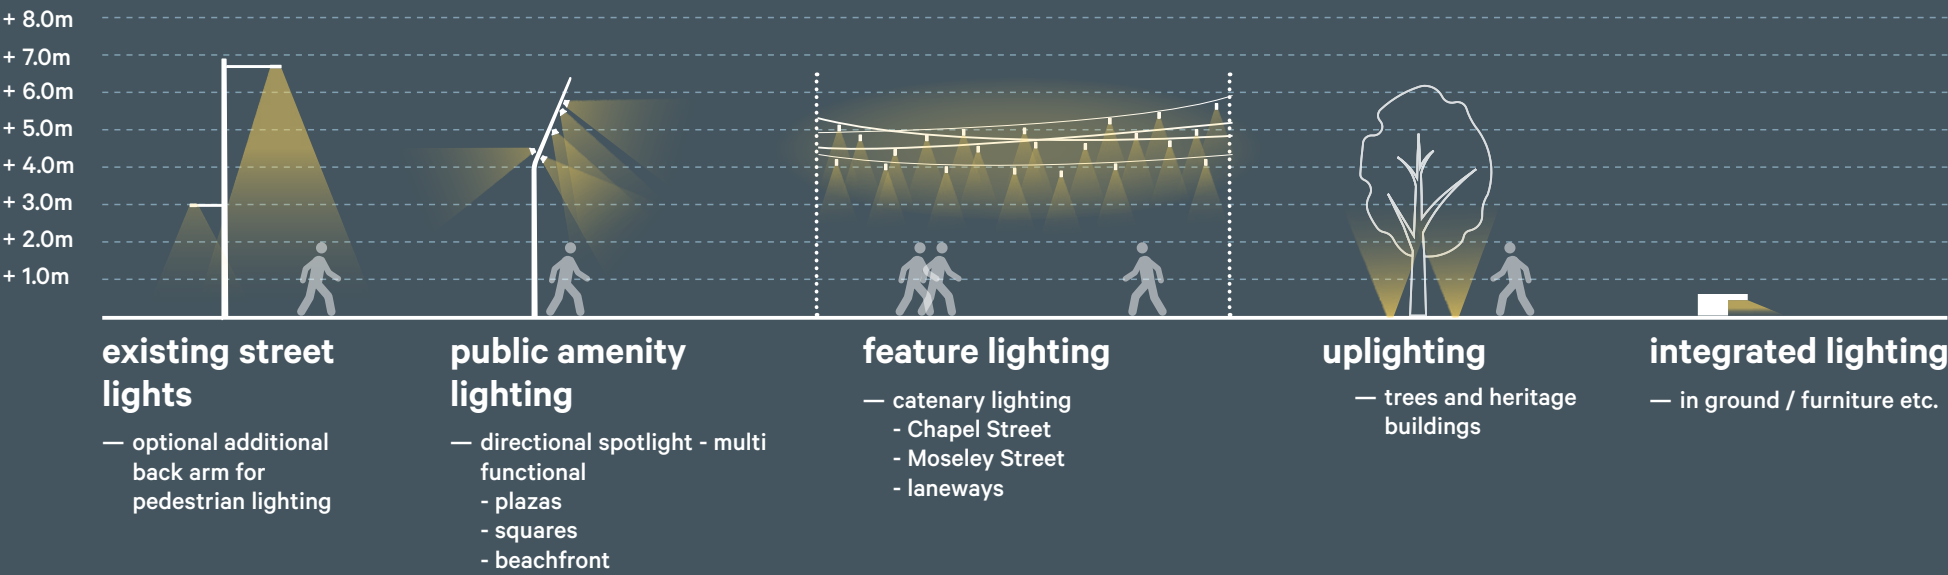 + 8.0m
+ 7.0m
+ 6.0m
+ 5.0m
+ 4.0m
+ 3.0m
+ 2.0m
+ 1.0m
existing street
lights
— optional additional
back arm for
pedestrian lighting
public amenity
lighting
— directional spotlight - multi
functional
- plazas
- squares
- beachfront
feature lighting
— catenary lighting
- Chapel Street
- Moseley Street
- laneways
uplighting
— trees and heritage
buildings
integrated lighting
— in ground / furniture etc.